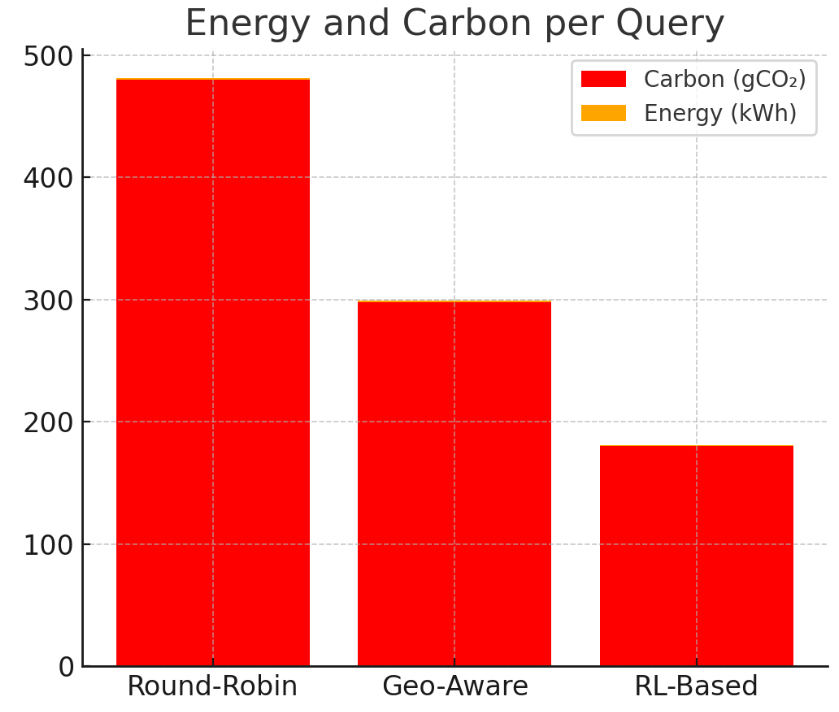 Energy and Carbon per Query
Carbon (gCO₂)
Energy (kWh)
500
400
300
200
100
0
Round-Robin
Geo-Aware
RL-Based